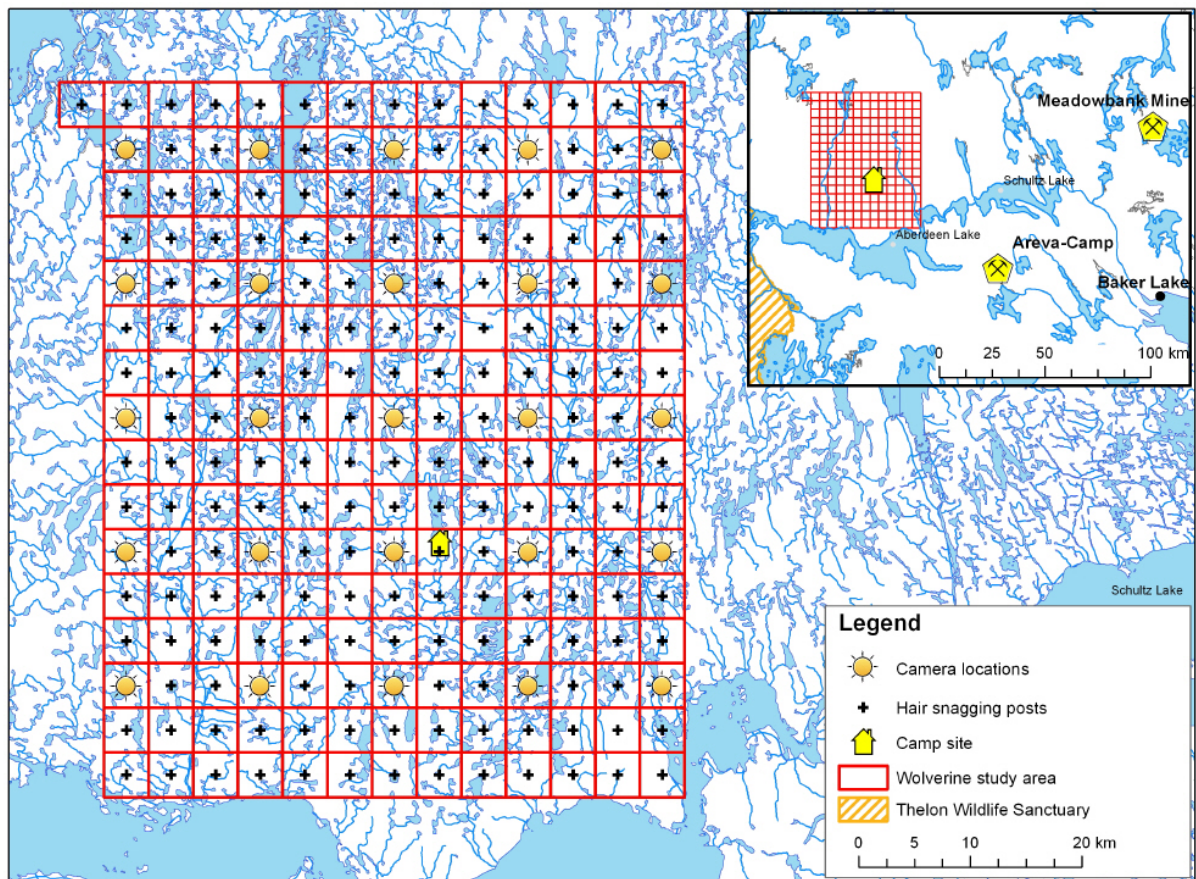 Meadowbank Mine
Schultz Lake
Aberdeen Lake
Areva-Camp
Baker Lake
0 25 50 100 km
Schultz Lake
Legend
Camera locations
Hair snagging posts
Camp site
Wolverine study area
Thelon Wildlife Sanctuary
0 5 10 20 km